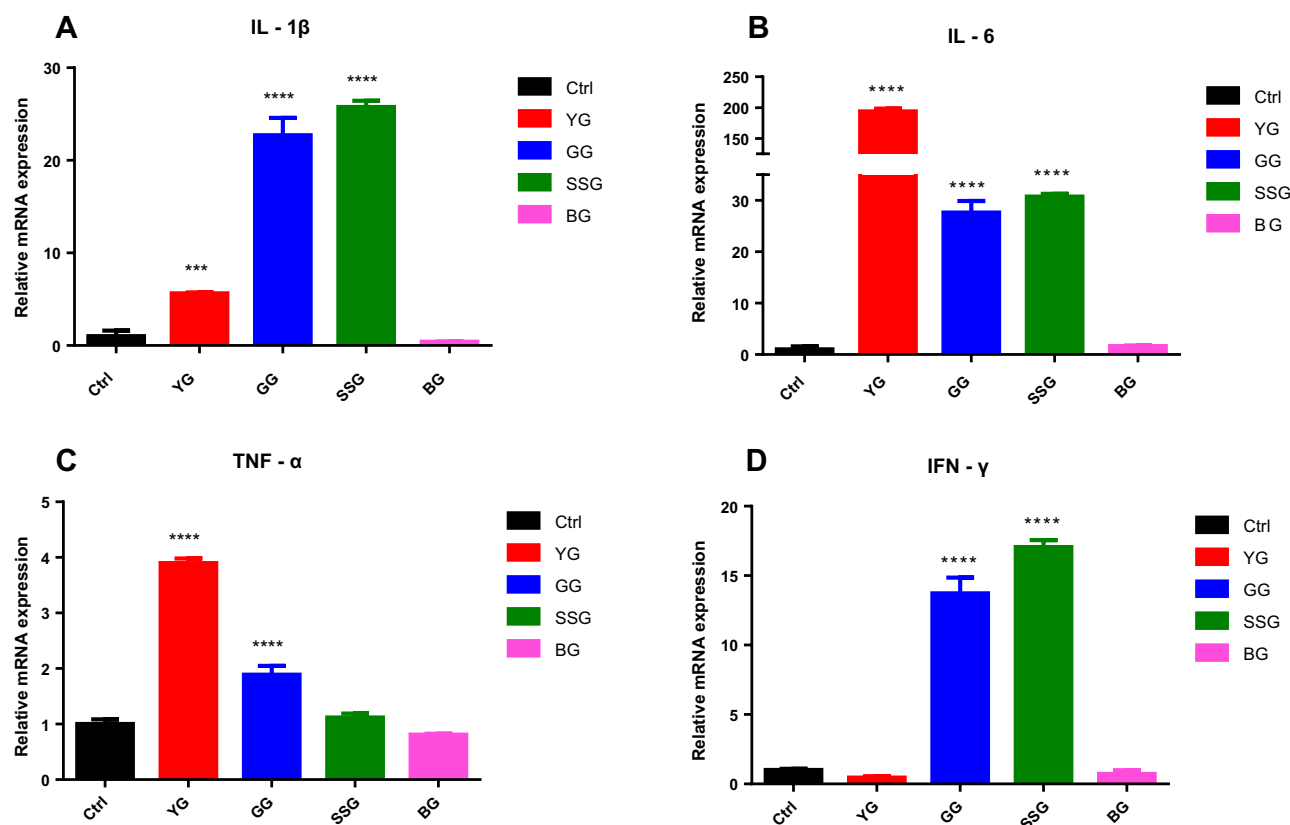 A
IL - 1β
Relative mRNA expression
30
20
10
0
***
****
****
Ctrl
YG
GG
SSG
BG
Ctrl
YG
GG
SSG
BG
B
IL - 6
Relative mRNA expression
250
200
150
100
30
20
10
0
****
****
****
Ctrl
YG
GG
SSG
BG
Ctrl
YG
GG
SSG
BG
C
TNF - α
Relative mRNA expression
5
4
3
2
1
0
****
****
Ctrl
YG
GG
SSG
BG
Ctrl
YG
GG
SSG
BG
D
IFN - γ
Relative mRNA expression
20
15
10
5
0
****
****
Ctrl
YG
GG
SSG
BG
Ctrl
YG
GG
SSG
BG